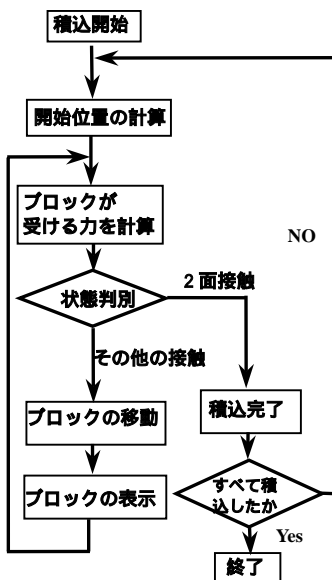 積込開始
開始位置の計算
ブロックが
受ける力を計算
NO
状態判別
2面接触
その他の接触
ブロックの移動
積込完了
ブロックの表示
すべて積
込したか
Yes
終了